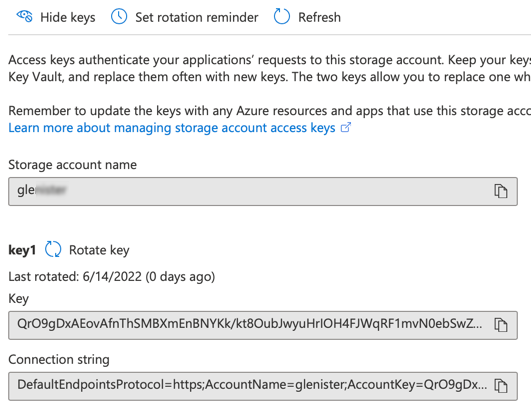 Hide keys Set rotation reminder Refresh
Access keys authenticate your applications' requests to this storage account. Keep your keys
Key Vault, and replace them often with new keys. The two keys allow you to replace one wh
Remember to update the keys with any Azure resources and apps that use this storage acco
Learn more about managing storage account access keys
Storage account name
gle
key1 Rotate key
Last rotated: 6/14/2022 (0 days ago)
Key
QrO9gDxAEovAfnThSMBXmEnBNYKk/kt8OubJwyuHrIOH4FJWqRF1mvN0ebSwZ...
Connection string
DefaultEndpointsProtocol=https;AccountName=glenister;AccountKey=QrO9gDx...